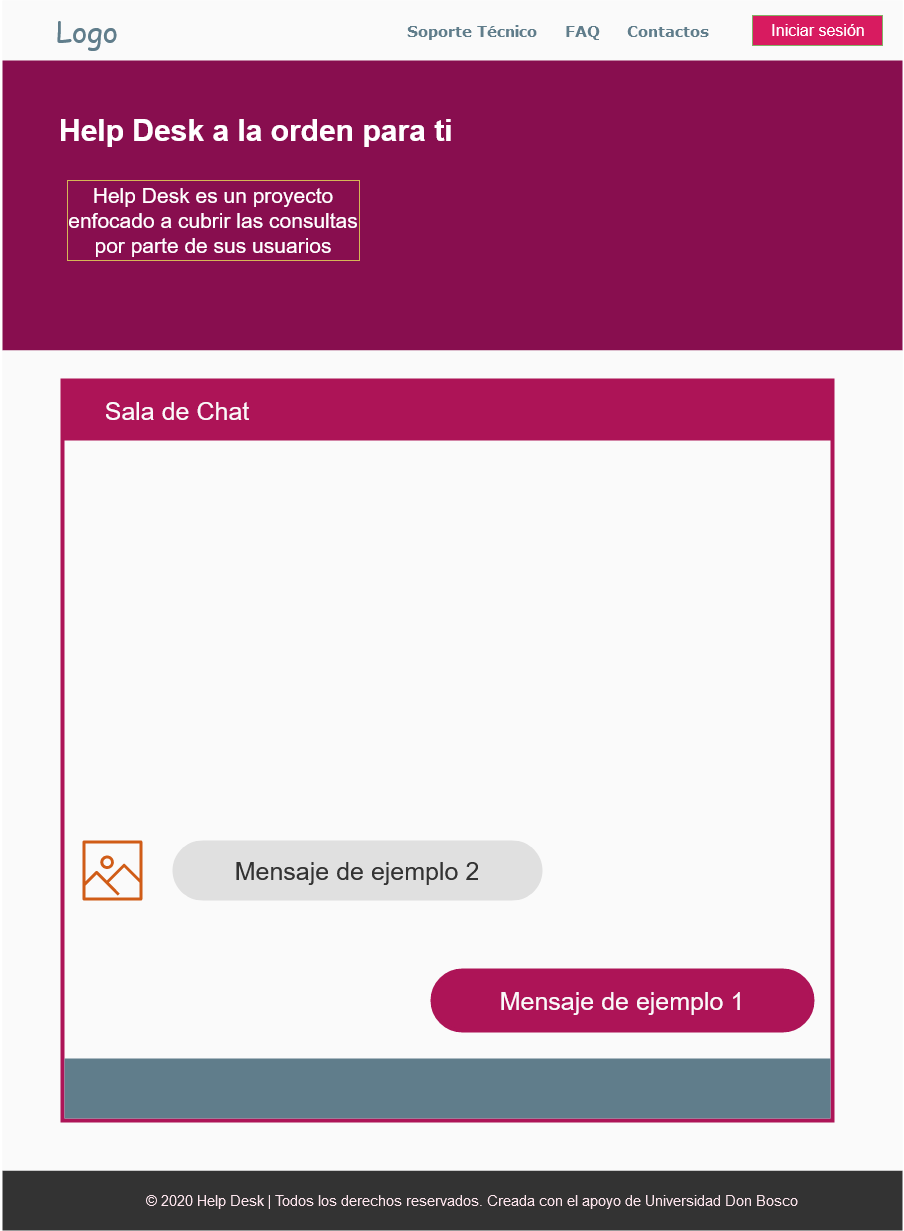 Logo
Soporte Técnico FAQ Contactos Iniciar sesión
Help Desk a la orden para ti
Help Desk es un proyecto
enfocado a cubrir las consultas
por parte de sus usuarios
Sala de Chat
Mensaje de ejemplo 2
Mensaje de ejemplo 1
© 2020 Help Desk | Todos los derechos reservados. Creada con el apoyo de Universidad Don Bosco